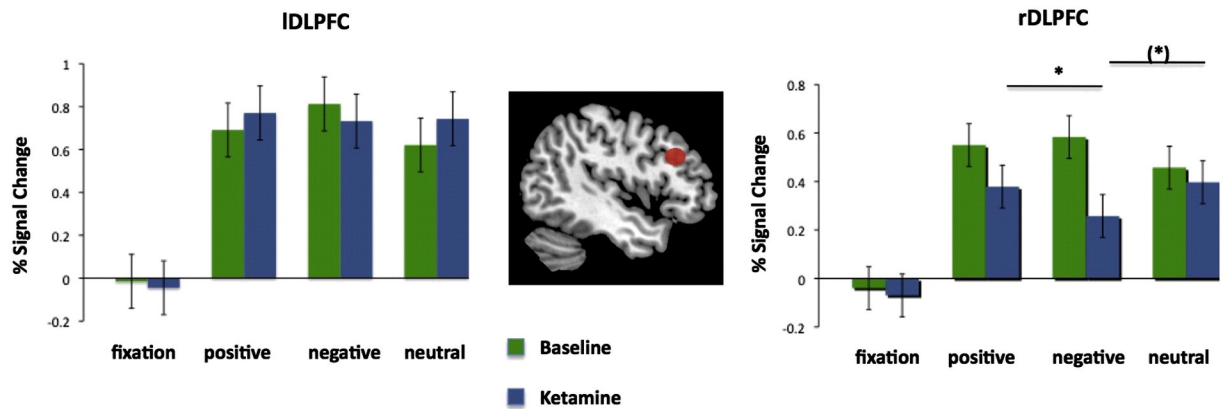 lDLPFC
% Signal Change
1
0.8
0.6
0.4
0.2
0
-0.2
fixation positive negative neutral
Baseline
Ketamine
rDLPFC
(*)
*
% Signal Change
0.8
0.6
0.4
0.2
0
-0.2
fixation positive negative neutral